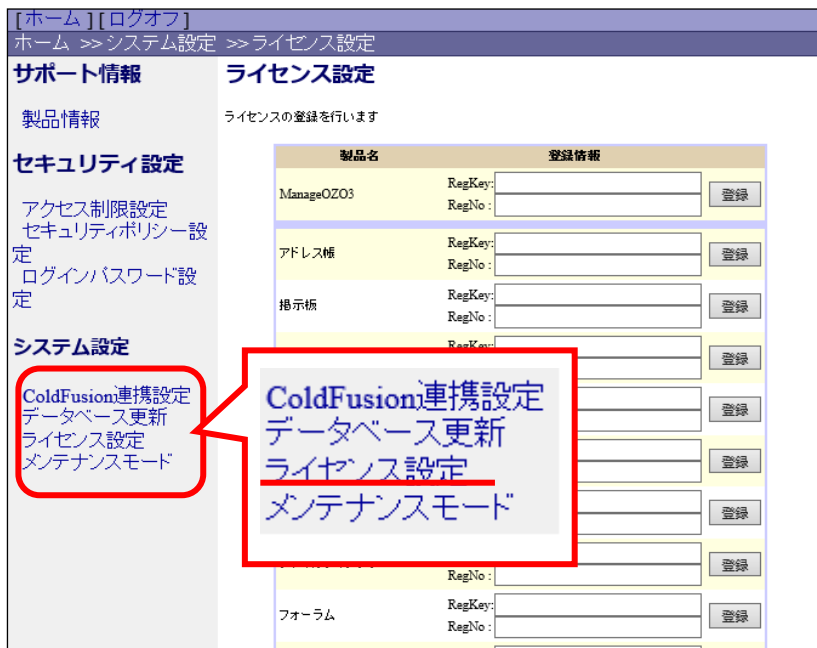 [ホーム ][ログオフ]
ホーム >>システム設定 >>ライセンス設定
サポート情報
製品情報
セキュリティ設定
アクセス制限設定
セキュリティポリシー設
定
ログインパスワード設
定
システム設定
ColdFusion連携設定
データベース更新
ライセンス設定
メンテナンスモード
ライセンス設定
ライセンスの登録を行います
製品名 登録情報
ManageOZO3 RegKey: 登録
RegNo :
アドレス帳 RegKey: 登録
RegNo :
掲示板 RegKey: 登録
RegNo :
RegKey: 登録
登録
登録
登録
登録
RegNo :
フォーラム RegKey: 登録
RegNo :
ColdFusion連携設定
データベース更新
ライセンス設定
メンテナンスモード